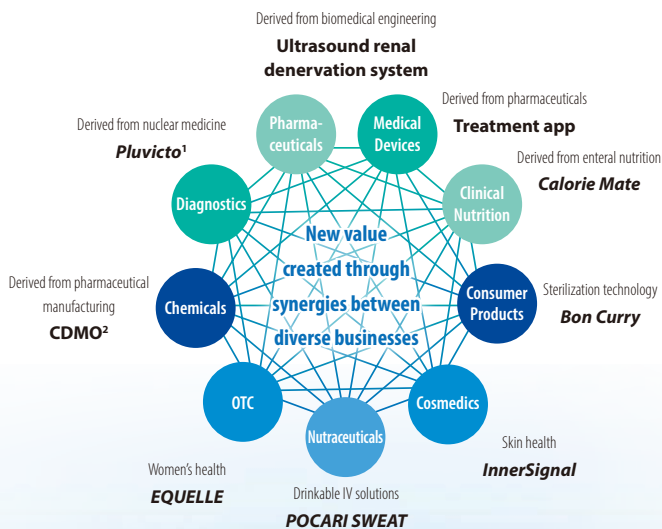 Derived from biomedical engineering
Ultrasound renal
denervation system
Derived from pharmaceuticals
Treatment app
Derived from nuclear medicine
Pluvicto¹
Pharma-
ceuticals
Medical
Devices
Derived from enteral nutrition
Calorie Mate
Diagnostics
Clinical
Nutrition
New value
created through
synergies between
diverse businesses
Derived from pharmaceutical
manufacturing
CDMO²
Chemicals
Consumer
Products
Sterilization technology
Bon Curry
OTC
Cosmedics
Nutraceuticals
Skin health
InnerSignal
Women's health
EQUELLE
Drinkable IV solutions
POCARI SWEAT